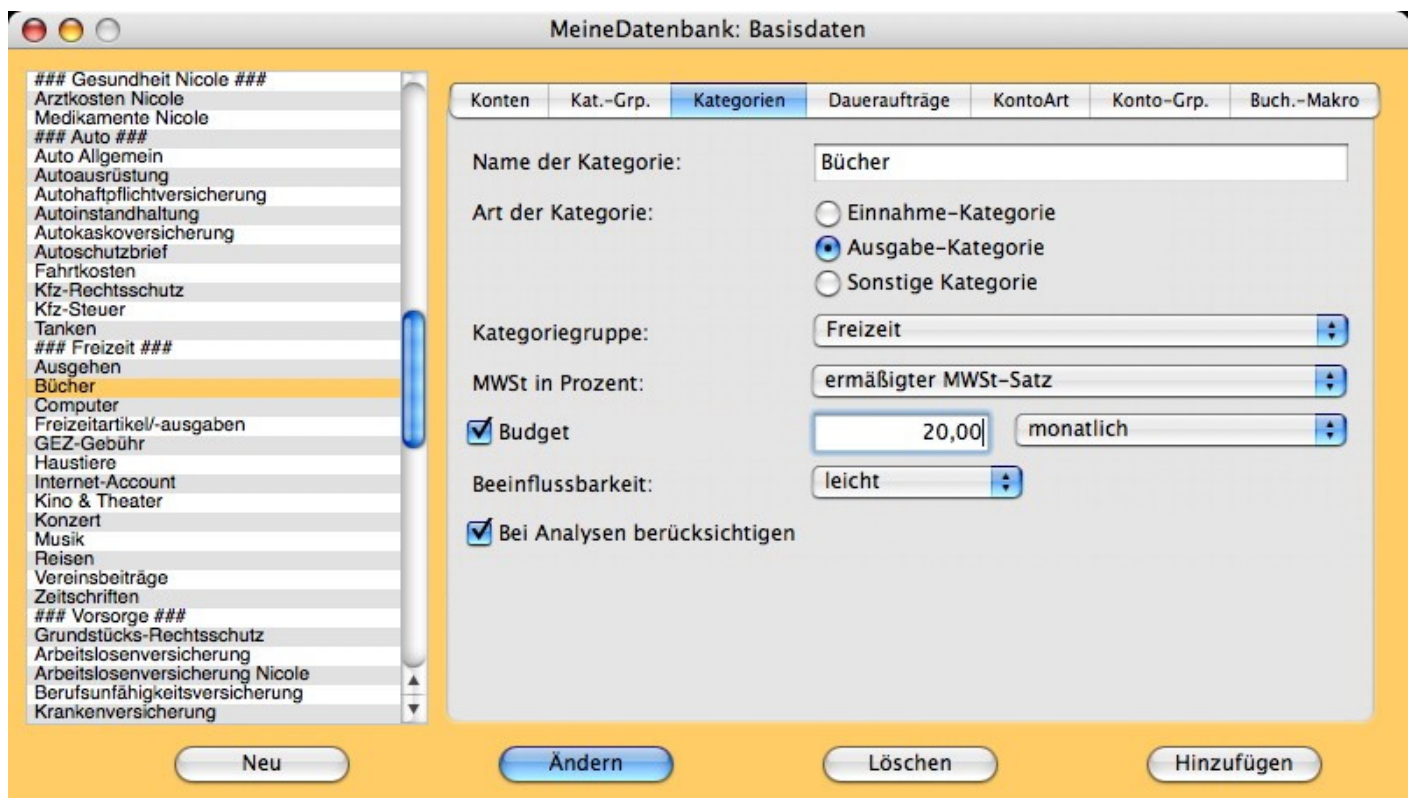 MeineDatenbank: Basisdaten
### Gesundheit Nicole ###
Arztkosten Nicole
Medikamente Nicole
### Auto ###
Auto Allgemein
Autoausrüstung
Autohaftpflichtversicherung
Autoinstandhaltung
Autokaskoversicherung
Autoschutzbrief
Fahrtkosten
Kfz-Rechtsschutz
Kfz-Steuer
Tanken
### Freizeit ###
Ausgehen
Bücher
Computer
Freizeitartikel/-ausgaben
GEZ-Gebühr
Haustiere
Internet-Account
Kino & Theater
Konzert
Musik
Reisen
Vereinsbeiträge
Zeitschriften
### Vorsorge ###
Grundstücks-Rechtsschutz
Arbeitslosenversicherung
Arbeitslosenversicherung Nicole
Berufsunfähigkeitsversicherung
Krankenversicherung
Konten Kat.-Grp. Kategorien Daueraufträge KontoArt Konto-Grp. Buch.-Makro
Name der Kategorie: Bücher
Art der Kategorie: Einnahme-Kategorie
Ausgabe-Kategorie
Sonstige Kategorie
Kategoriegruppe: Freizeit
MWSt in Prozent: ermäßigter MWSt-Satz
Budget 20,00 monatlich
Beeinflussbarkeit: leicht
Bei Analysen berücksichtigen
Neu Ändern Löschen Hinzufügen